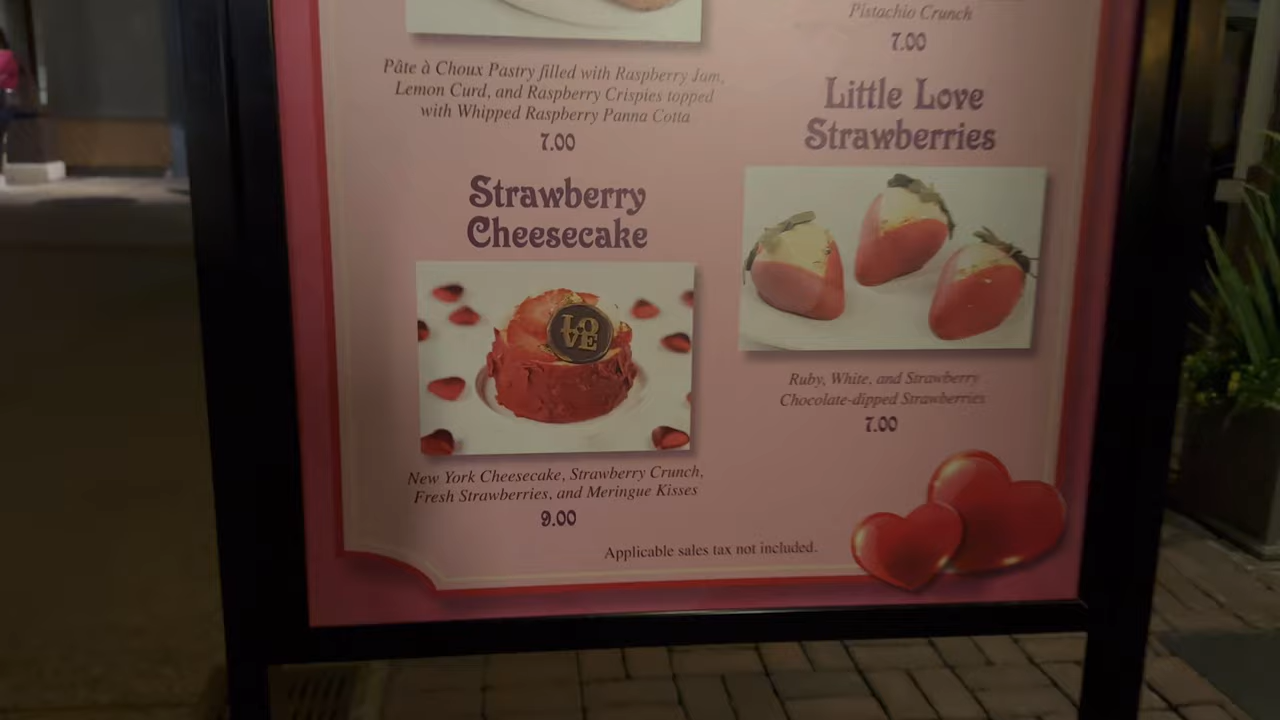 Pâte à Choux Pastry filled with Raspberry Jam,
Lemon Curd, and Raspberry Crispies topped
with Whipped Raspberry Panna Cotta
7.00
Strawberry
Cheesecake
LO
VE
New York Cheesecake, Strawberry Crunch,
Fresh Strawberries, and Meringue Kisses
9.00
Pistachio Crunch
7.00
Little Love
Strawberries
Ruby, White, and Strawberry
Chocolate-dipped Strawberries
7.00
Applicable sales tax not included.